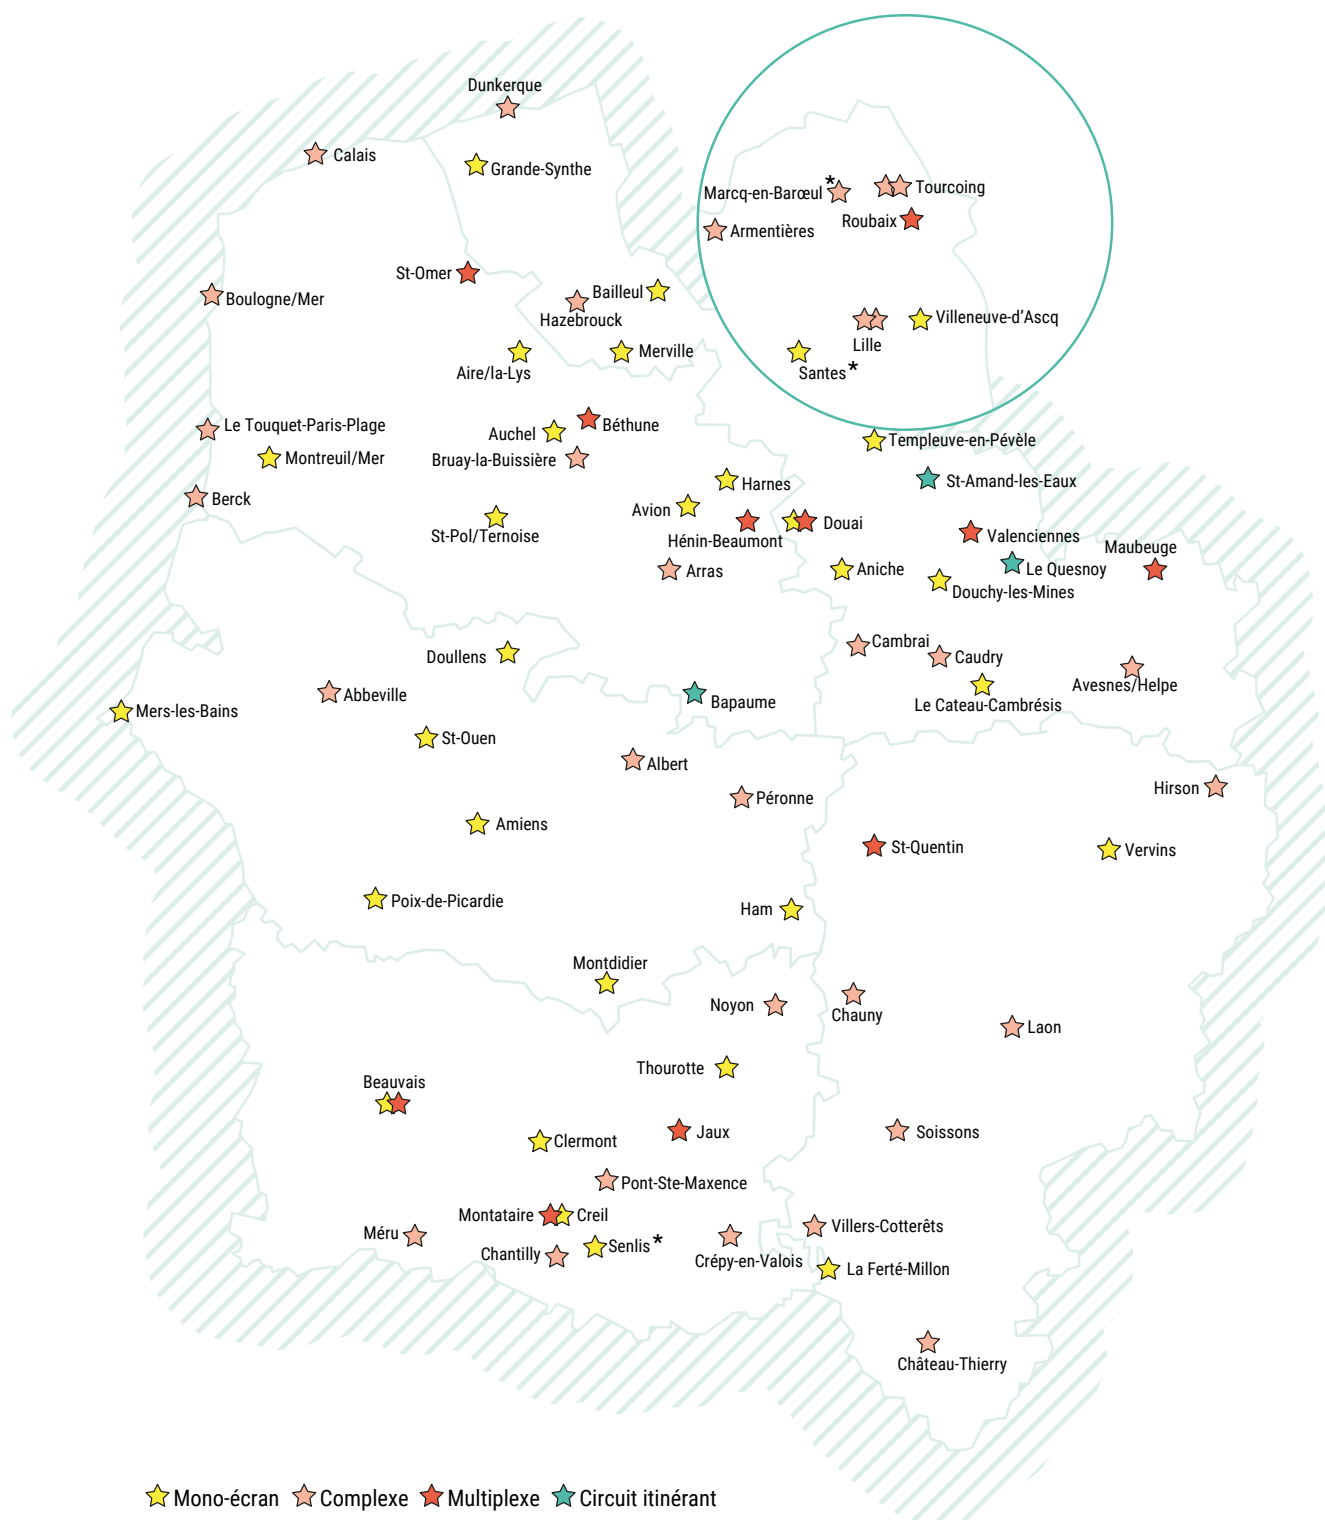 Dunkerque
Calais
Grande-Synthe
Marcq-en-Barœul*
Tourcoing
Roubaix
Armentières
St-Omer
Bailleul
Boulogne/Mer
Hazebrouck
Villeneuve-d'Ascq
Lille
Merville
Aire/la-Lys
Santes*
Le Touquet-Paris-Plage
Béthune
Auchel
Templeuve-en-Pévèle
Montreuil/Mer
Bruay-la-Buissière
Harnes
St-Amand-les-Eaux
Berck
Avion
Douai
St-Pol/Ternoise
Hénin-Beaumont
Valenciennes
Maubeuge
Arras
Aniche
Le Quesnoy
Douchy-les-Mines
Cambrai
Doullens
Caudry
Avesnes/Helpe
Abbeville
Bapaume
Le Cateau-Cambrésis
Mers-les-Bains
St-Ouen
Albert
Hirson
Péronne
Amiens
St-Quentin
Vervins
Poix-de-Picardie
Ham
Montdidier
Noyon
Chauny
Laon
Thourotte
Beauvais
Jaux
Soissons
Clermont
Pont-Ste-Maxence
Montataire
Creil
Villers-Cotterêts
Méru
Senlis*
Chantilly
Crépy-en-Valois
La Ferté-Millon
Château-Thierry
Mono-écran Complexe Multiplexe Circuit itinérant